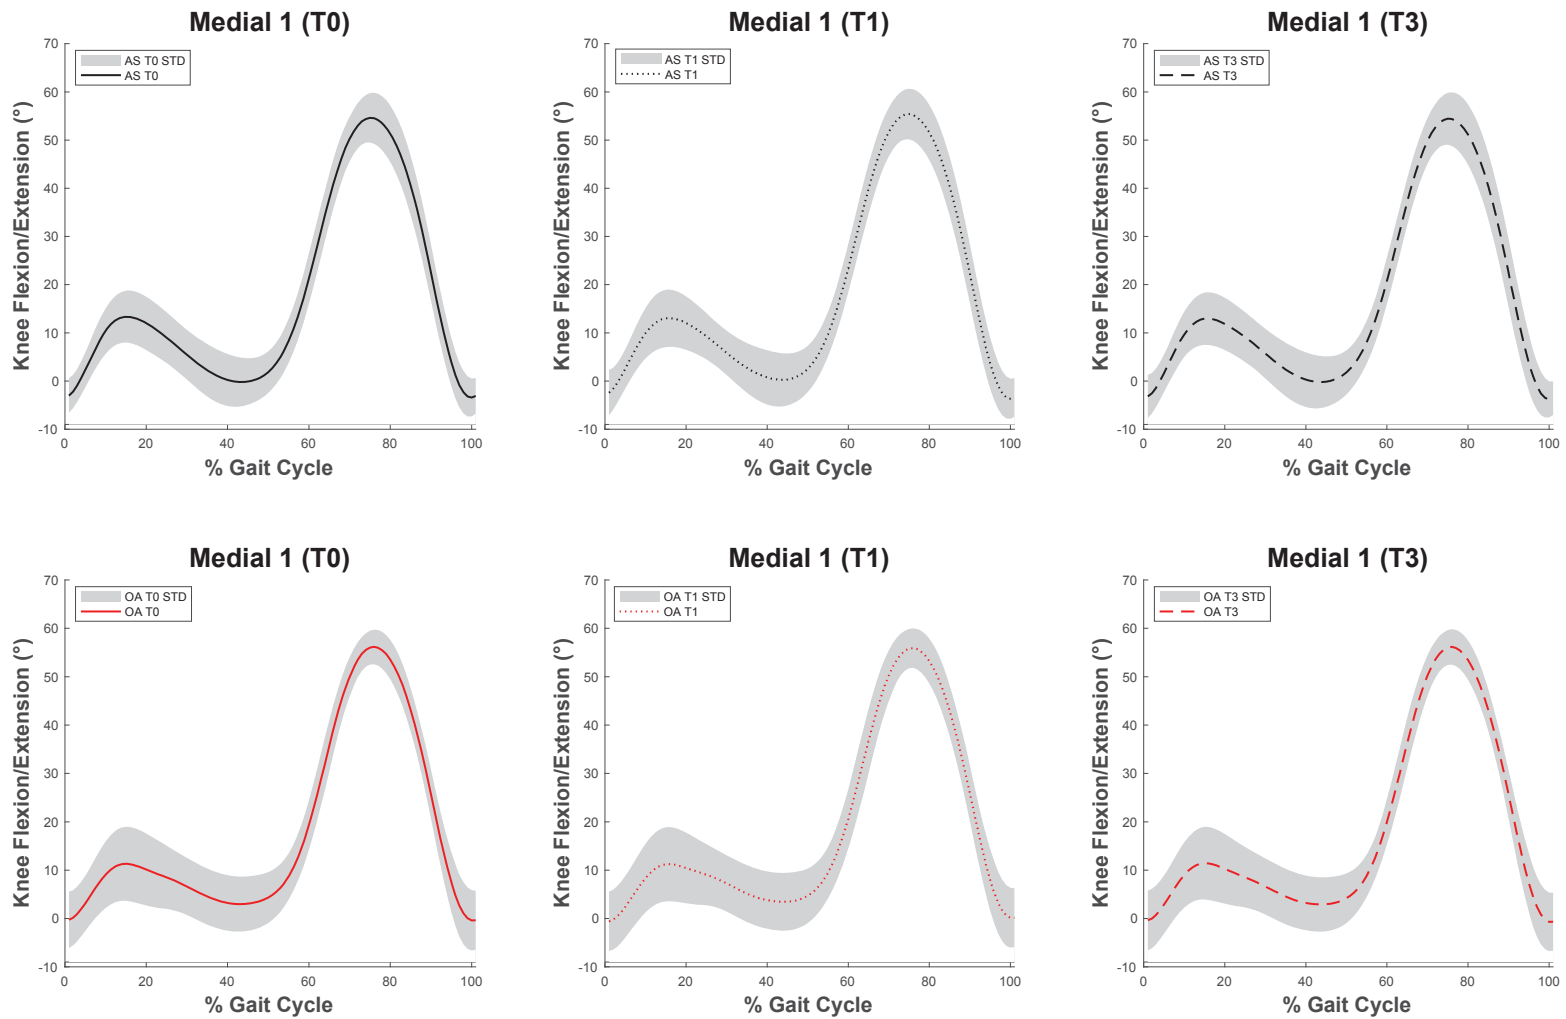 Medial 1 (T0)
Knee Flexion/Extension (°)
70
60
50
40
30
20
10
0
-10
AS T0 STD
AS T0
0 20 40 60 80 100
% Gait Cycle
Medial 1 (T1)
Knee Flexion/Extension (°)
70
60
50
40
30
20
10
0
-10
AS T1 STD
AS T1
0 20 40 60 80 100
% Gait Cycle
Medial 1 (T3)
Knee Flexion/Extension (°)
70
60
50
40
30
20
10
0
-10
AS T3 STD
AS T3
0 20 40 60 80 100
% Gait Cycle
Medial 1 (T0)
Knee Flexion/Extension (°)
70
60
50
40
30
20
10
0
-10
OA T0 STD
OA T0
0 20 40 60 80 100
% Gait Cycle
Medial 1 (T1)
Knee Flexion/Extension (°)
70
60
50
40
30
20
10
0
-10
OA T1 STD
OA T1
0 20 40 60 80 100
% Gait Cycle
Medial 1 (T3)
Knee Flexion/Extension (°)
70
60
50
40
30
20
10
0
-10
OA T3 STD
OA T3
0 20 40 60 80 100
% Gait Cycle